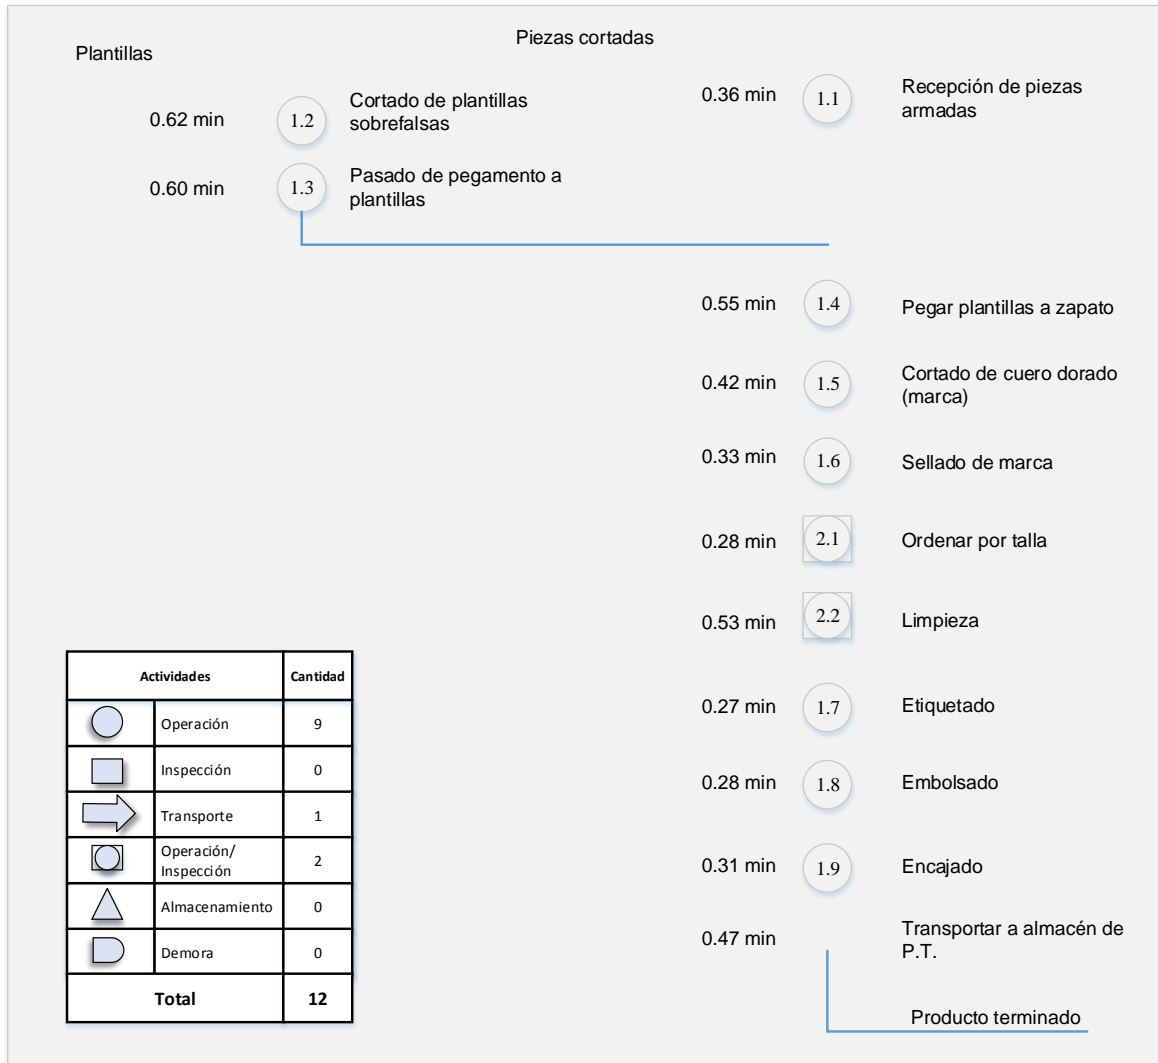 Plantillas
Piezas cortadas
0.62 min
1.2
Cortado de plantillas
sobrefalsas
0.60 min
1.3
Pasado de pegamento a
plantillas
0.36 min
1.1
Recepción de piezas
armadas
0.55 min
1.4
Pegar plantillas a zapato
0.42 min
1.5
Cortado de cuero dorado
(marca)
0.33 min
1.6
Sellado de marca
0.28 min
2.1
Ordenar por talla
0.53 min
2.2
Limpieza
0.27 min
1.7
Etiquetado
0.28 min
1.8
Embolsado
0.31 min
1.9
Encajado
0.47 min
Transportar a almacén de
P.T.
Producto terminado
Actividades Cantidad
Operación 9
Inspección 0
Transporte 1
Operación/
Inspección 2
Almacenamiento 0
Demora 0
Total 12